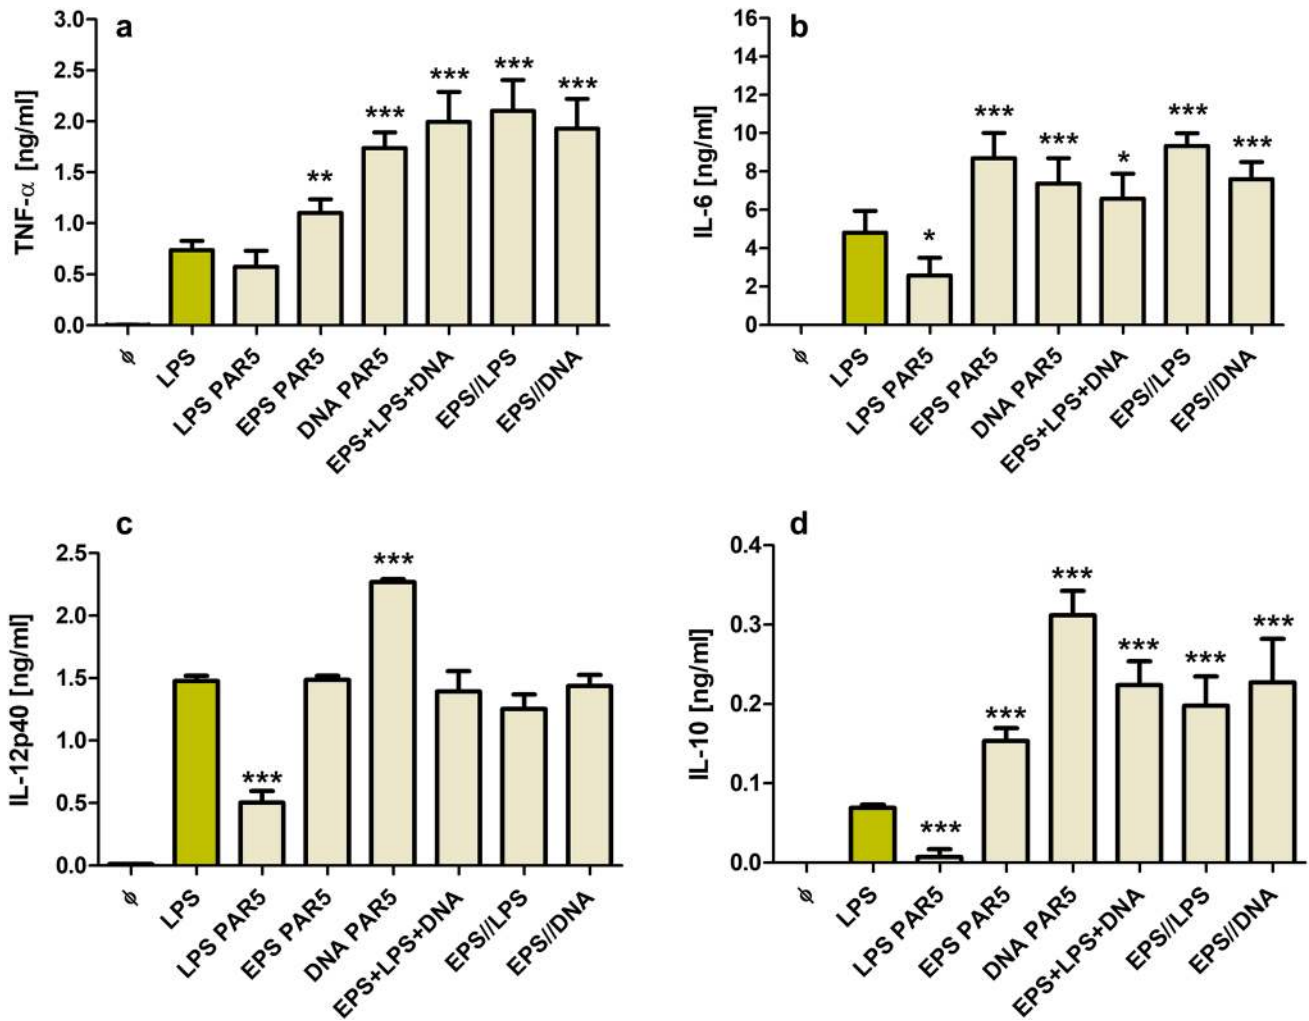 a
TNF-α [ng/ml]
3.0
2.5
2.0
1.5
1.0
0.5
0.0
**
***
***
***
***
ϕ
LPS
LPS PAR5
EPS PAR5
DNA PAR5
EPS+LPS+DNA
EPS//LPS
EPS//DNA
b
IL-6 [ng/ml]
16
14
12
10
8
6
4
2
0
*
***
***
*
***
***
ϕ
LPS
LPS PAR5
EPS PAR5
DNA PAR5
EPS+LPS+DNA
EPS//LPS
EPS//DNA
c
IL-12p40 [ng/ml]
2.5
2.0
1.5
1.0
0.5
0.0
***
***
ϕ
LPS
LPS PAR5
EPS PAR5
DNA PAR5
EPS+LPS+DNA
EPS//LPS
EPS//DNA
d
IL-10 [ng/ml]
0.4
0.3
0.2
0.1
0.0
***
***
***
***
***
***
ϕ
LPS
LPS PAR5
EPS PAR5
DNA PAR5
EPS+LPS+DNA
EPS//LPS
EPS//DNA